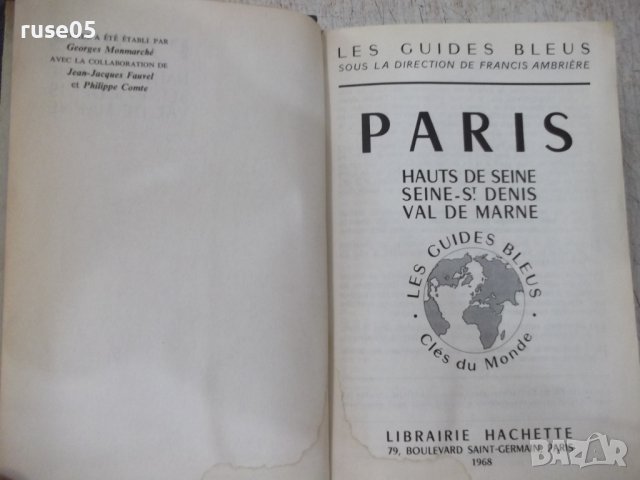 ruse05
A ÉTÉ ÉTABLI PAR
Georges Monmarché
AVEC LA COLLABORATION DE
Jean-Jacques Fauvel
et Philippe Comte
LES GUIDES BLEUS
SOUS LA DIRECTION DE FRANCIS AMBRIÈRE
PARIS
HAUTS DE SEINE
SEINE-ST DENIS
VAL DE MARNE
· LES GUIDES BLEUS ·
Clés du Monde
LIBRAIRIE HACHETTE
79, BOULEVARD SAINT-GERMAIN, PARIS
1968
BAZAR